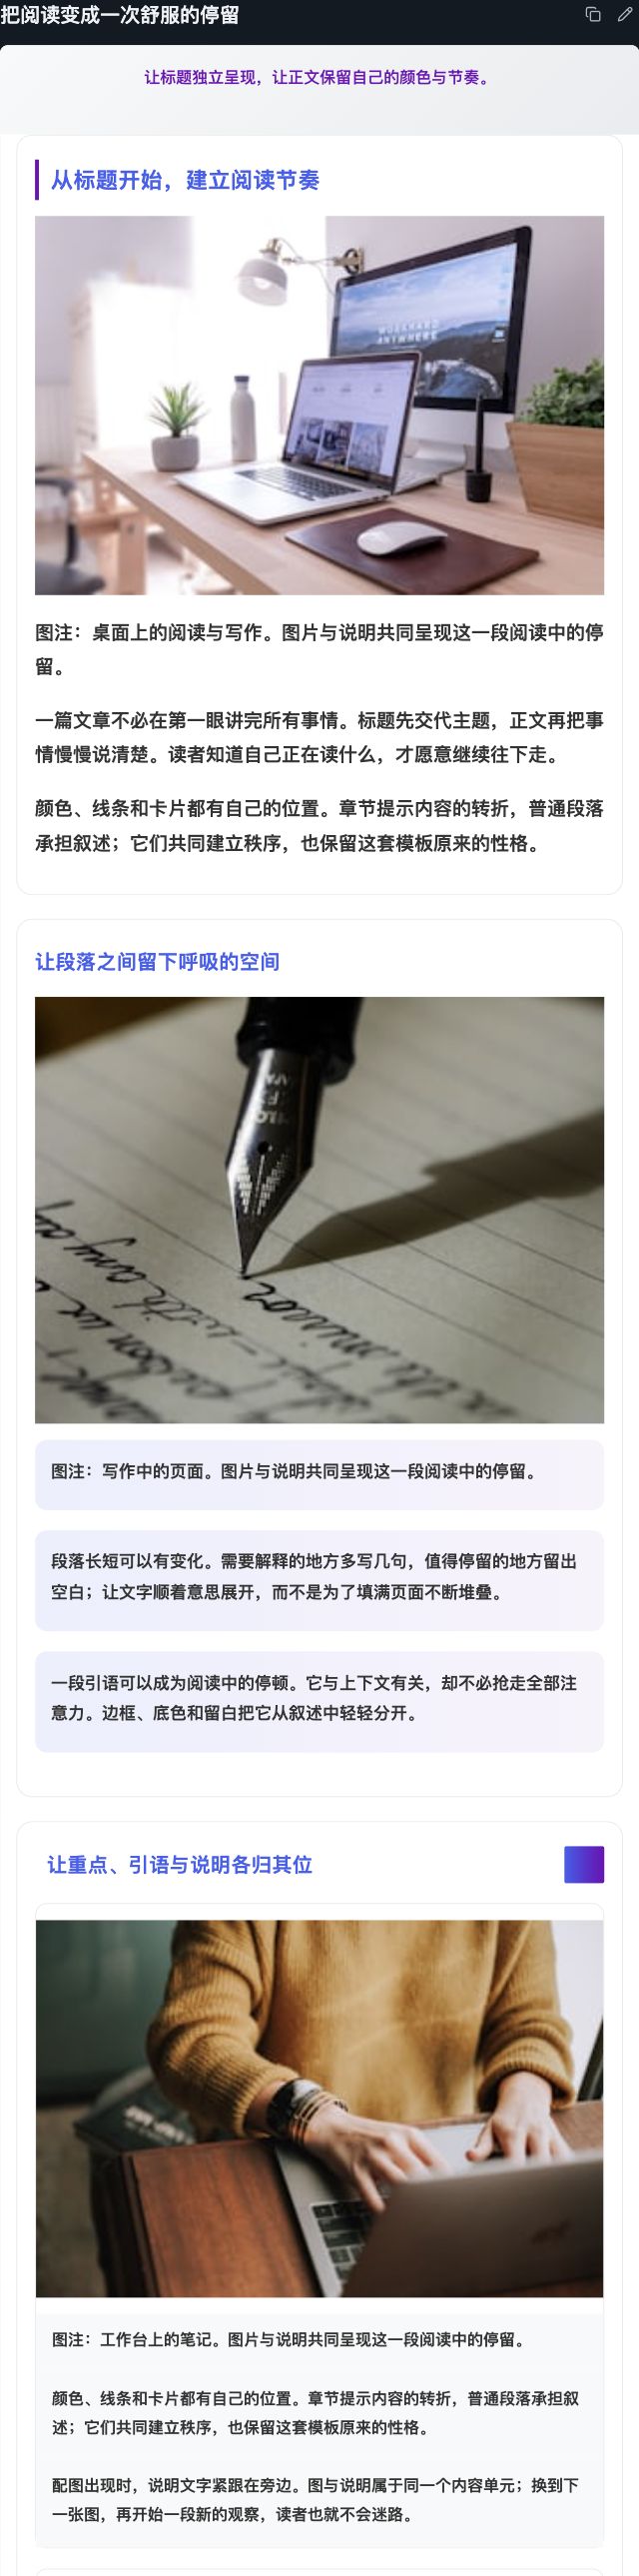 把阅读变成一次舒服的停留
让标题独立呈现，让正文保留自己的颜色与节奏。
从标题开始，建立阅读节奏
WORK HARD
ANYWHERE
图注：桌面上的阅读与写作。图片与说明共同呈现这一段阅读中的停
留。
一篇文章不必在第一眼讲完所有事情。标题先交代主题，正文再把事
情慢慢说清楚。读者知道自己正在读什么，才愿意继续往下走。
颜色、线条和卡片都有自己的位置。章节提示内容的转折，普通段落
承担叙述；它们共同建立秩序，也保留这套模板原来的性格。
让段落之间留下呼吸的空间
图注：写作中的页面。图片与说明共同呈现这一段阅读中的停留。
段落长短可以有变化。需要解释的地方多写几句，值得停留的地方留出
空白；让文字顺着意思展开，而不是为了填满页面不断堆叠。
一段引语可以成为阅读中的停顿。它与上下文有关，却不必抢走全部注
意力。边框、底色和留白把它从叙述中轻轻分开。
让重点、引语与说明各归其位
图注：工作台上的笔记。图片与说明共同呈现这一段阅读中的停留。
颜色、线条和卡片都有自己的位置。章节提示内容的转折，普通段落承担叙
述；它们共同建立秩序，也保留这套模板原来的性格。
配图出现时，说明文字紧跟在旁边。图与说明属于同一个内容单元；换到下
一张图，再开始一段新的观察，读者也就不会迷路。